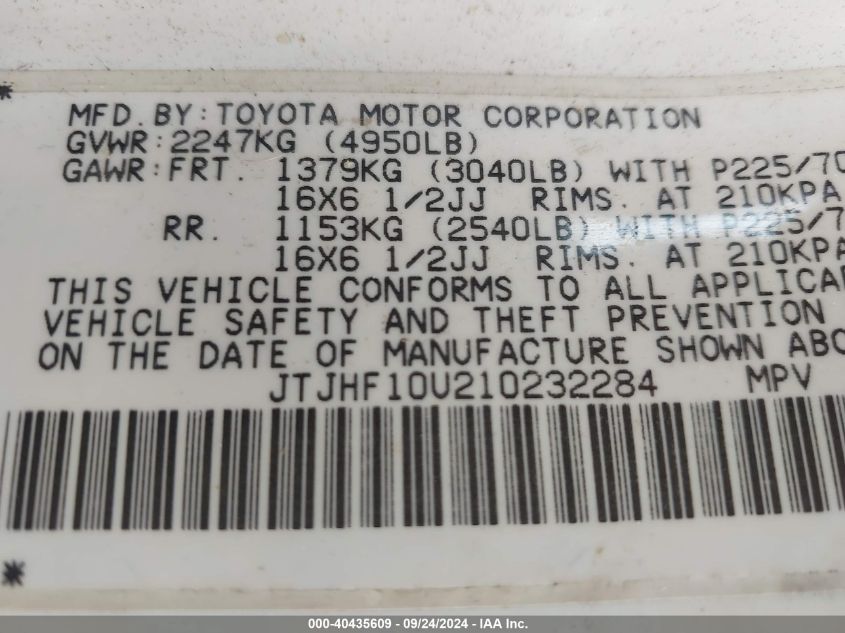 MFD. BY: TOYOTA MOTOR CORPORATION
GVWR: 2247KG (4950LB)
GAWR: FRT. 1379KG (3040LB) WITH P225/70
16X6 1/2JJ RIMS. AT 210KPA
RR. 1153KG (2540LB) WITH P225/7
16X6 1/2JJ RIMS. AT 210KPA
THIS VEHICLE CONFORMS TO ALL APPLICA
VEHICLE SAFETY AND THEFT PREVENTION
ON THE DATE OF MANUFACTURE SHOWN ABO
JTJHF10U210232284 MPV
000-40435609 - 09/24/2024 - IAA Inc.